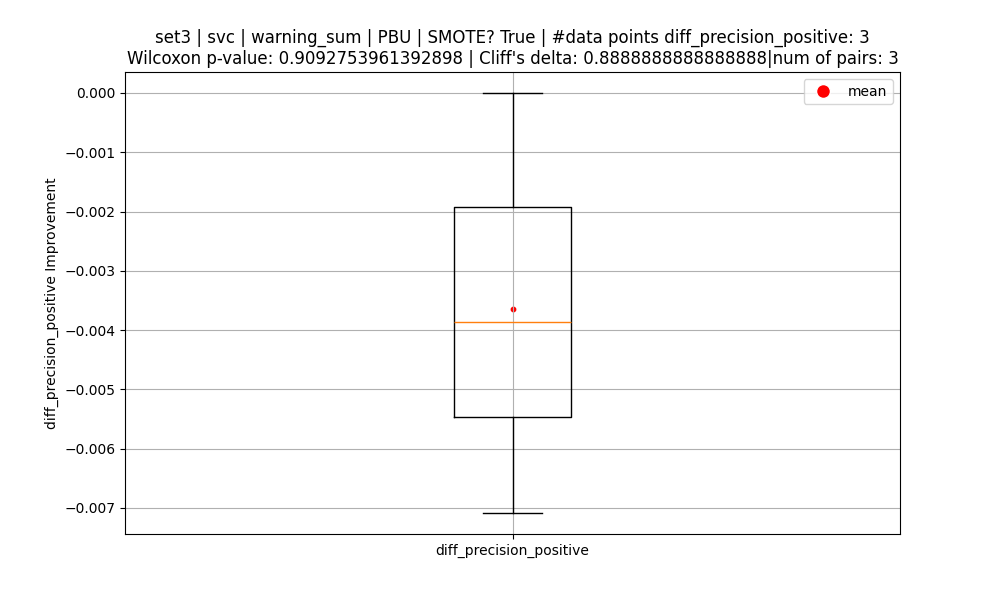 set3 | svc | warning_sum | PBU | SMOTE? True | #data points diff_precision_positive: 3
Wilcoxon p-value: 0.9092753961392898 | Cliff's delta: 0.8888888888888888|num of pairs: 3
mean
0.000
−0.001
−0.002
−0.003
−0.004
−0.005
−0.006
−0.007
diff_precision_positive Improvement
diff_precision_positive